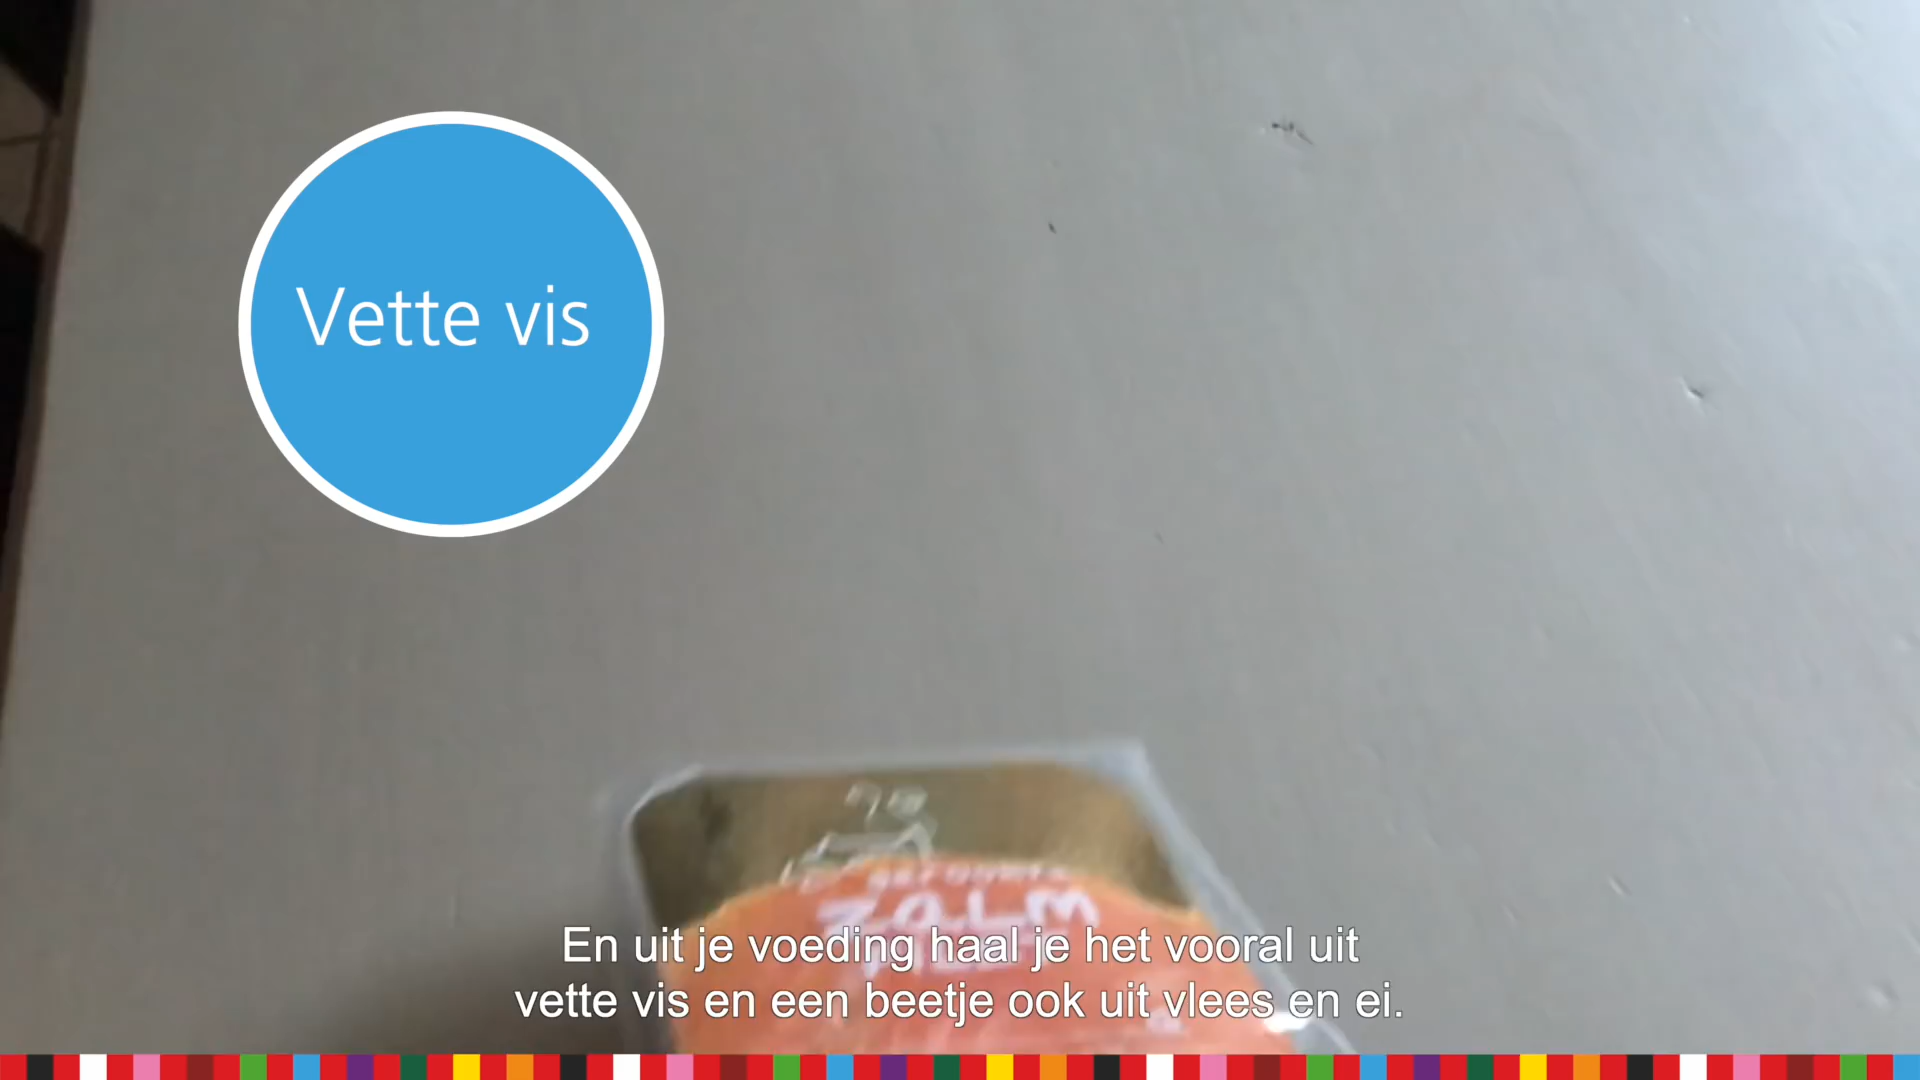 Vette vis
ZALM
En uit je voeding haal je het vooral uit
vette vis en een beetje ook uit vlees en ei.